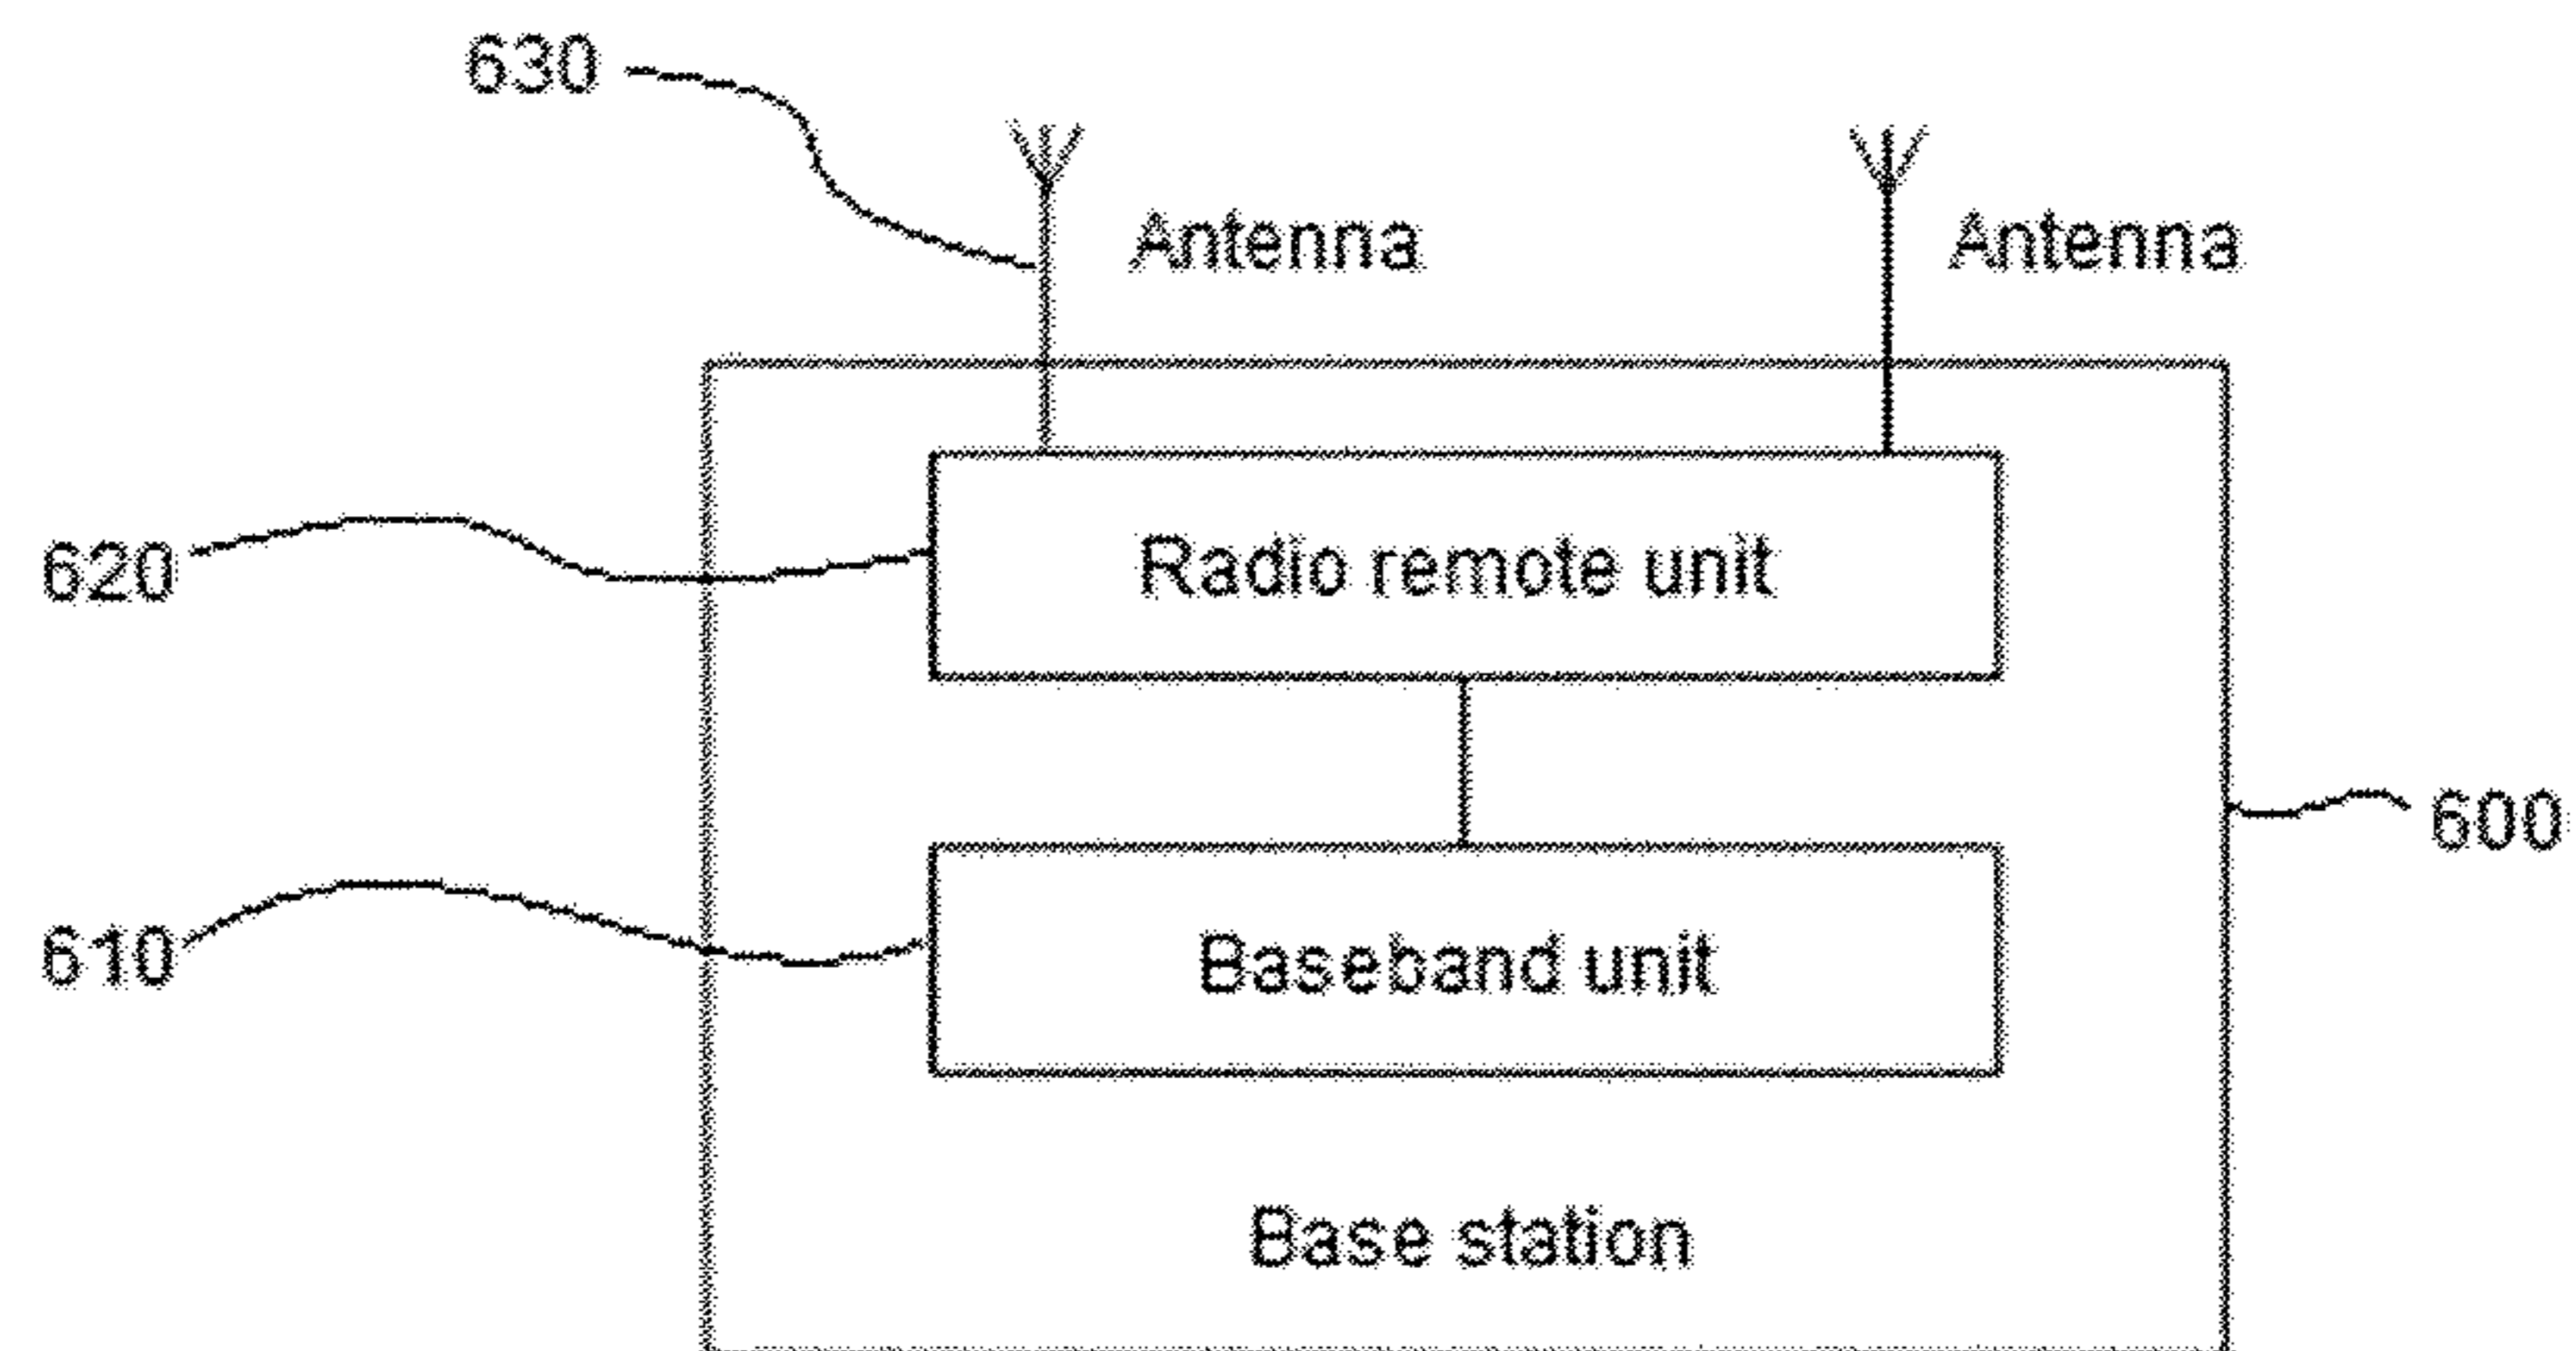 630
Antenna Antenna
620 Radio remote unit
600
610 Baseband unit
Base station